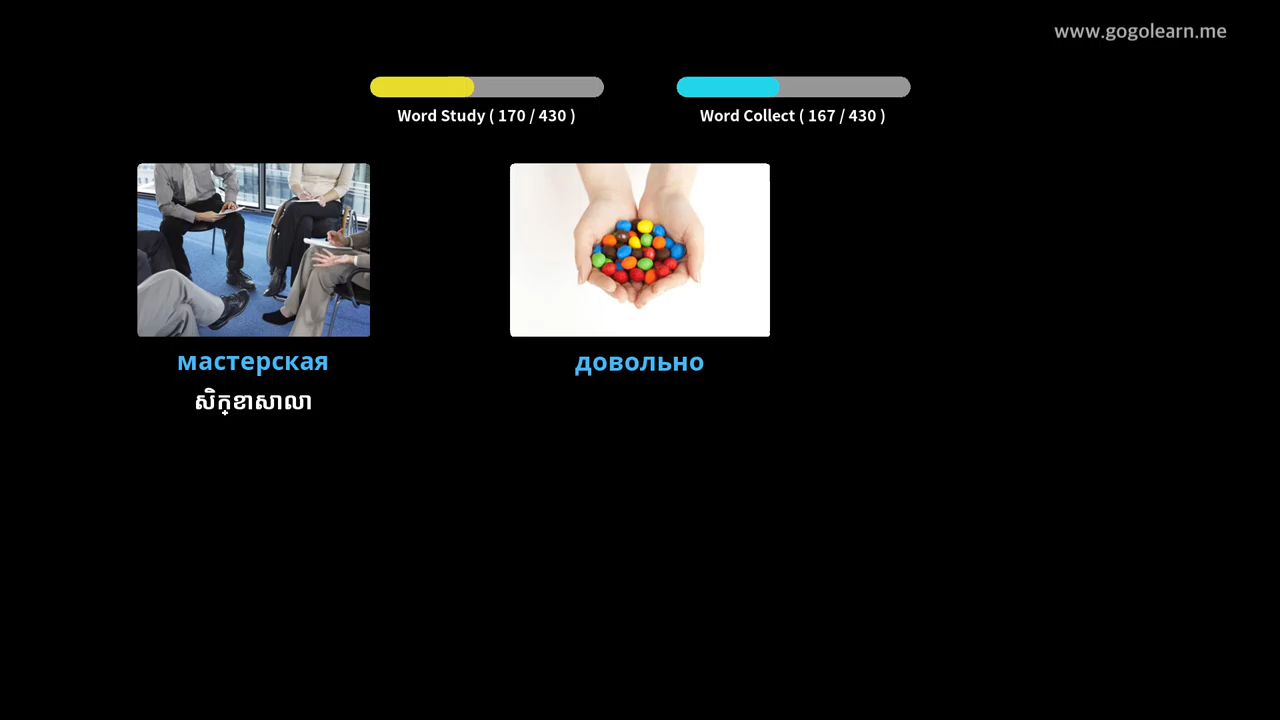 www.gogolearn.me
Word Study ( 170 / 430 )
Word Collect ( 167 / 430 )
мастерская
សិក្ខាសាលា
довольно